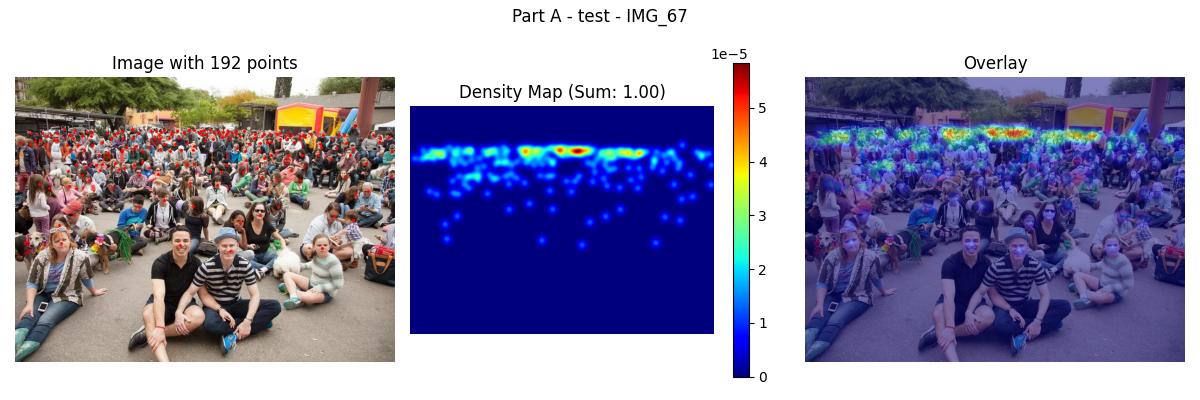 Part A - test - IMG_67
Image with 192 points
Density Map (Sum: 1.00)
1e−5
5
4
3
2
1
0
Overlay